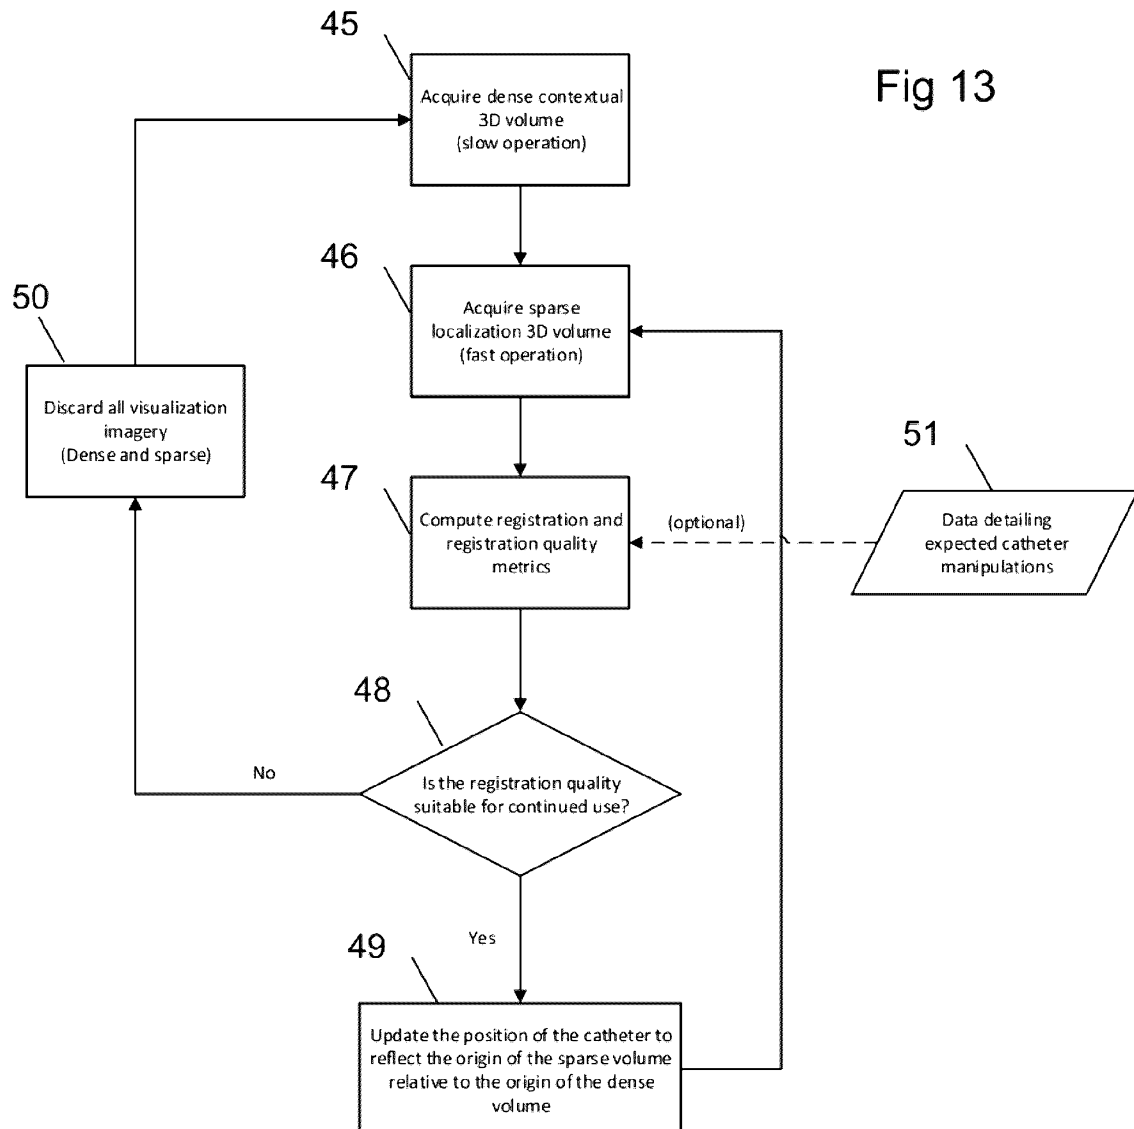 45
Fig 13
Acquire dense contextual
3D volume
(slow operation)
46
Acquire sparse
localization 3D volume
(fast operation)
50
Discard all visualization
imagery
(Dense and sparse)
47
Compute registration and
registration quality
metrics
(optional)
51
Data detailing
expected catheter
manipulations
48
Is the registration quality
suitable for continued use?
No
Yes
49
Update the position of the catheter to
reflect the origin of the sparse volume
relative to the origin of the dense
volume